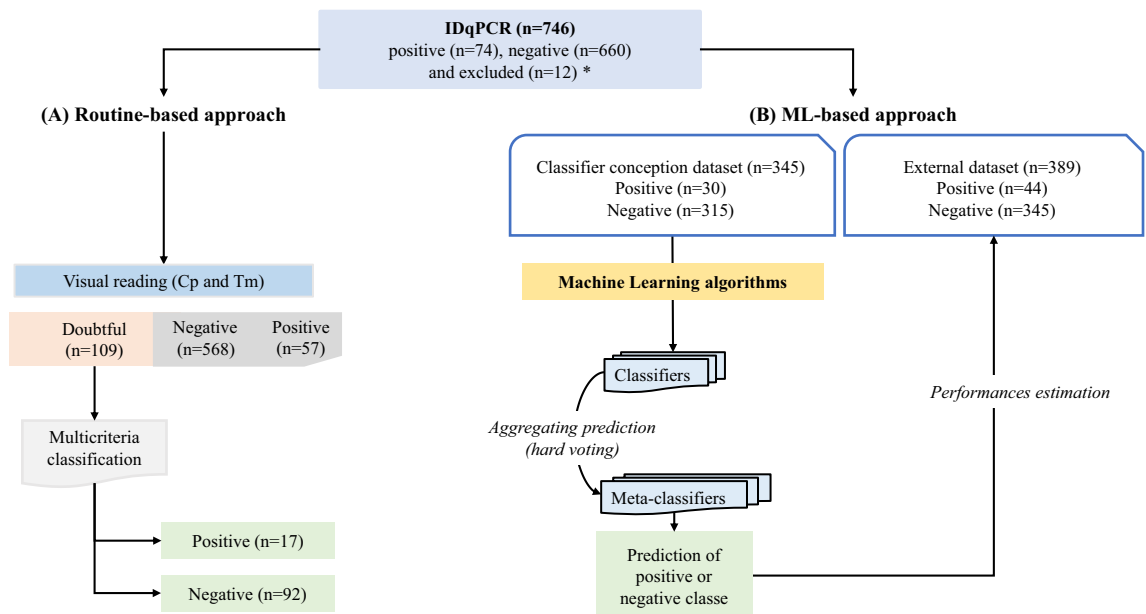 IDqPCR (n=746)
positive (n=74), negative (n=660)
and excluded (n=12) *
(A) Routine-based approach
Visual reading (Cp and Tm)
Doubtful
(n=109)
Negative
(n=568)
Positive
(n=57)
Multicriteria
classification
Positive (n=17)
Negative (n=92)
(B) ML-based approach
Classifier conception dataset (n=345)
Positive (n=30)
Negative (n=315)
External dataset (n=389)
Positive (n=44)
Negative (n=345)
Machine Learning algorithms
Classifiers
Aggregating prediction
(hard voting)
Meta-classifiers
Prediction of
positive or
negative classe
Performances estimation